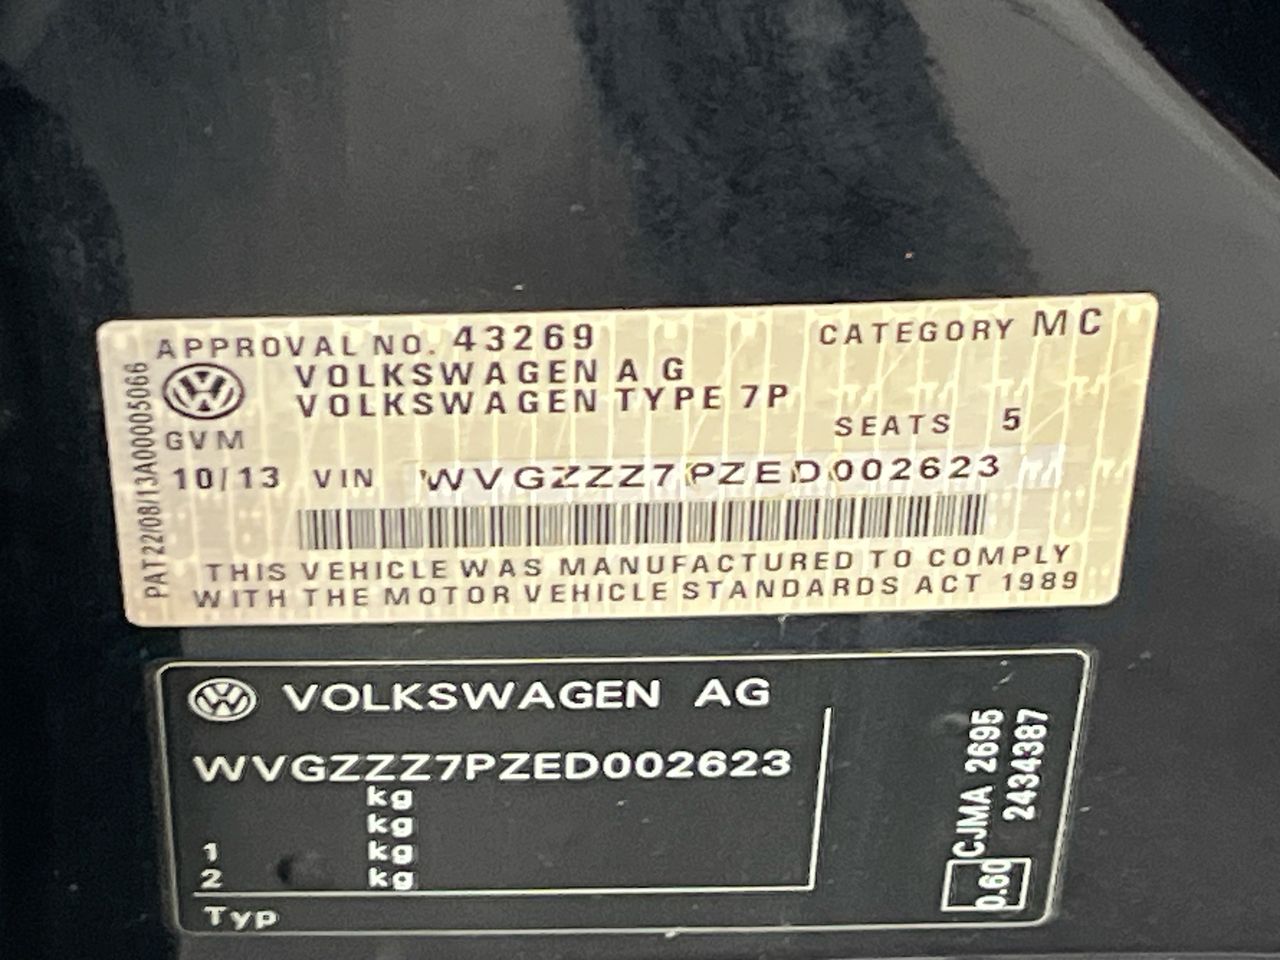 APPROVAL NO. 43269 CATEGORY MC
VOLKSWAGEN AG
VOLKSWAGEN TYPE 7P
SEATS 5
GVM
10/13 VIN WVGZZZ7PZED002623
THIS VEHICLE WAS MANUFACTURED TO COMPLY
WITH THE MOTOR VEHICLE STANDARDS ACT 1989
PAT22/08/13A00005066
VOLKSWAGEN AG
WVGZZZ7PZED002623
kg
kg
1 kg
2 kg
Typ
CJMA 2695
2434387
0.60